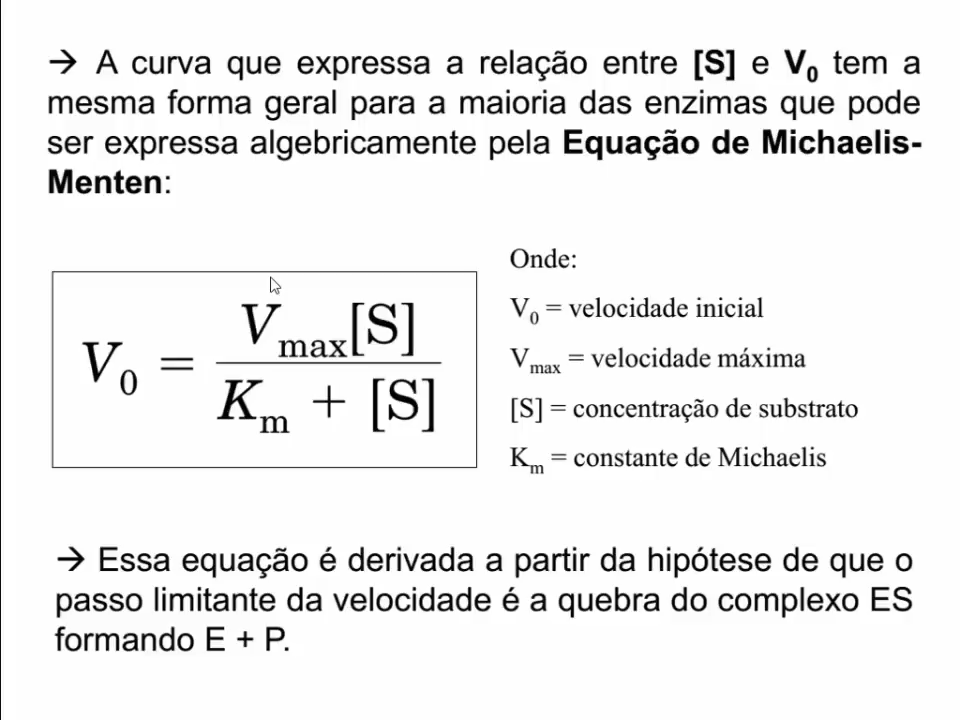 → A curva que expressa a relação entre [S] e V₀ tem a
mesma forma geral para a maioria das enzimas que pode
ser expressa algebricamente pela Equação de Michaelis-
Menten:
V₀ = Vmax[S] / Km + [S]
Onde:
V₀ = velocidade inicial
Vmax = velocidade máxima
[S] = concentração de substrato
Km = constante de Michaelis
→ Essa equação é derivada a partir da hipótese de que o
passo limitante da velocidade é a quebra do complexo ES
formando E + P.